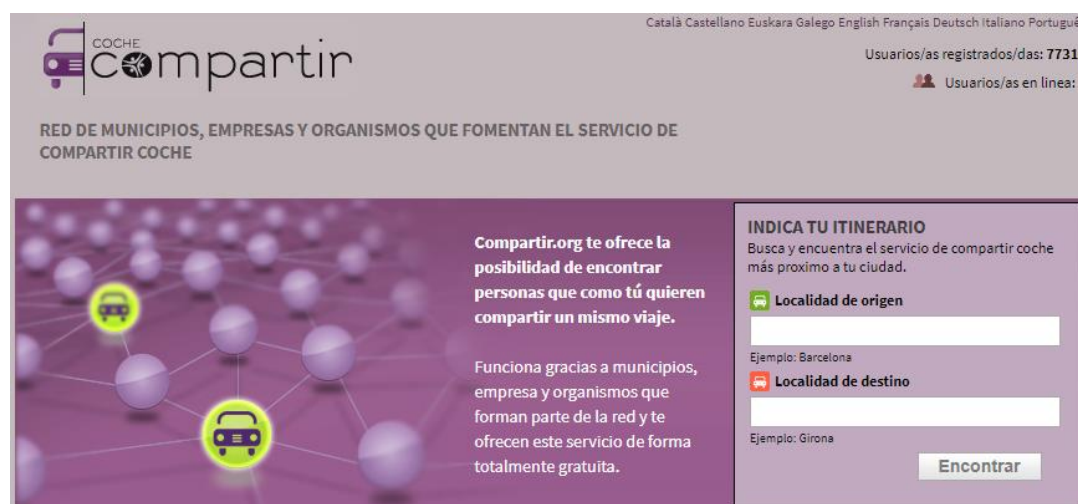 Català Castellano Euskara Galego English Français Deutsch Italiano Portugué
COCHE
compartir
Usuarios/as registrados/das: 7731
Usuarios/as en linea:
RED DE MUNICIPIOS, EMPRESAS Y ORGANISMOS QUE FOMENTAN EL SERVICIO DE
COMPARTIR COCHE
Compartir.org te ofrece la
posibilidad de encontrar
personas que como tú quieren
compartir un mismo viaje.
Funciona gracias a municipios,
empresa y organismos que
forman parte de la red y te
ofrecen este servicio de forma
totalmente gratuita.
INDICA TU ITINERARIO
Busca y encuentra el servicio de compartir coche
más proximo a tu ciudad.
Localidad de origen
Ejemplo: Barcelona
Localidad de destino
Ejemplo: Girona
Encontrar